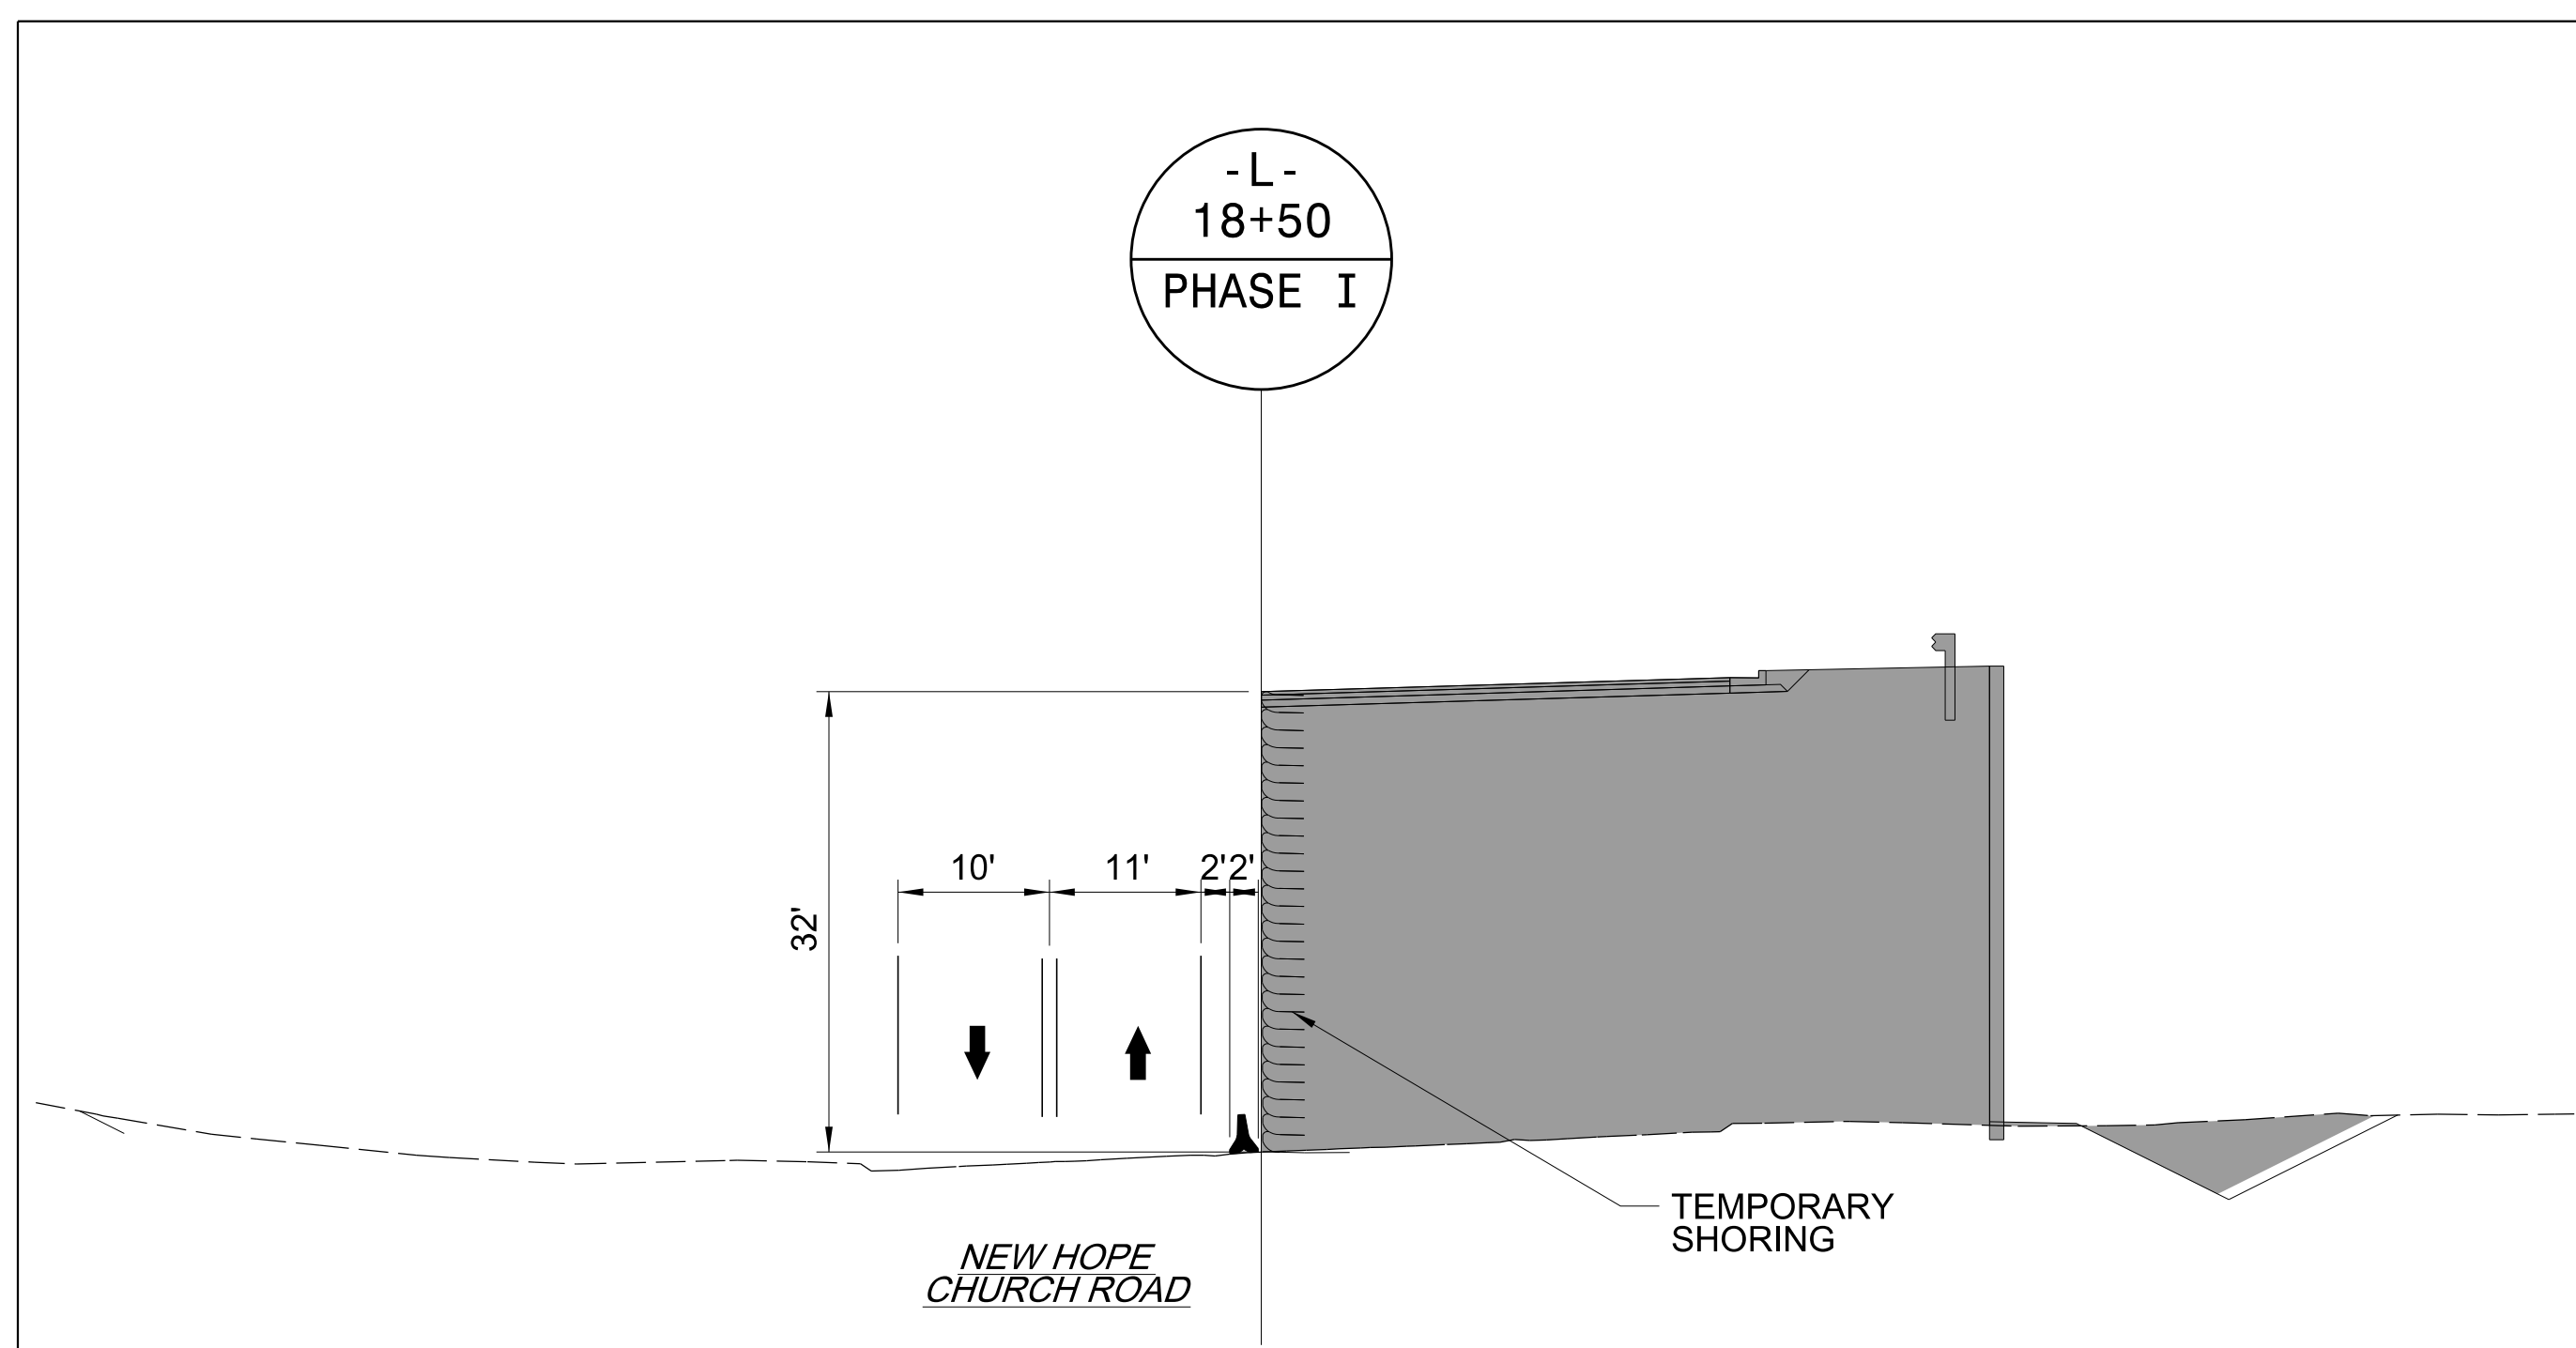 -L-
18+50
PHASE I
10'
11'
2'
2'
32'
TEMPORARY
SHORING
NEW HOPE
CHURCH ROAD